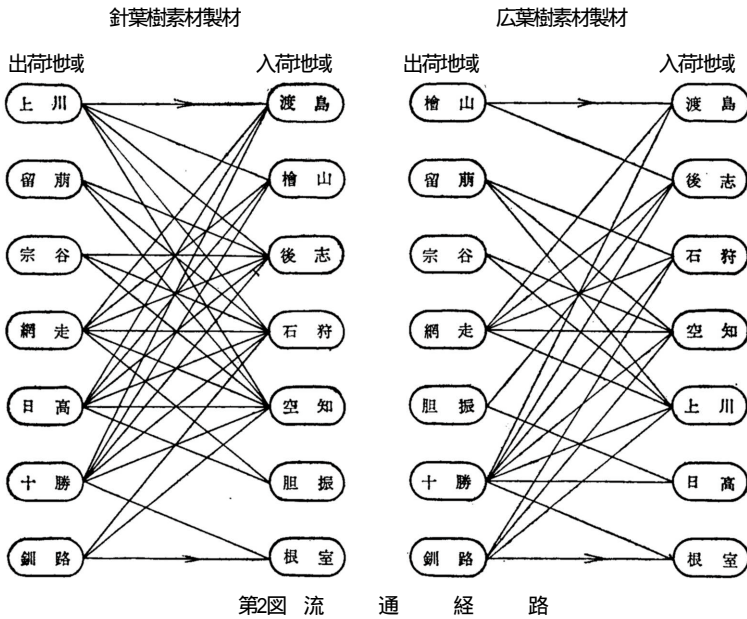 針葉樹素材製材
出荷地域 入荷地域
上川 渡島
留萠 檜山
宗谷 後志
網走 石狩
日高 空知
十勝 胆振
釧路 根室
広葉樹素材製材
出荷地域 入荷地域
檜山 渡島
留萠 後志
宗谷 石狩
網走 空知
胆振 上川
十勝 日高
釧路 根室
第2図 流通経路